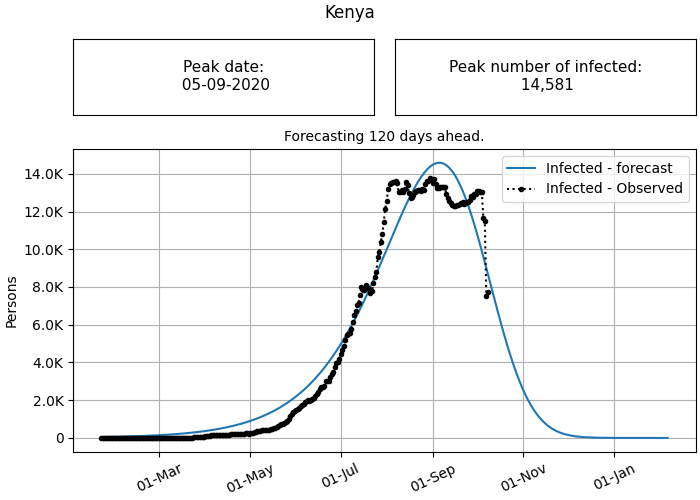 Kenya
Peak date:
05-09-2020
Peak number of infected:
14,581
Forecasting 120 days ahead.
Infected - forecast
Infected - Observed
Persons
14.0K
12.0K
10.0K
8.0K
6.0K
4.0K
2.0K
0
01-Mar
01-May
01-Jul
01-Sep
01-Nov
01-Jan